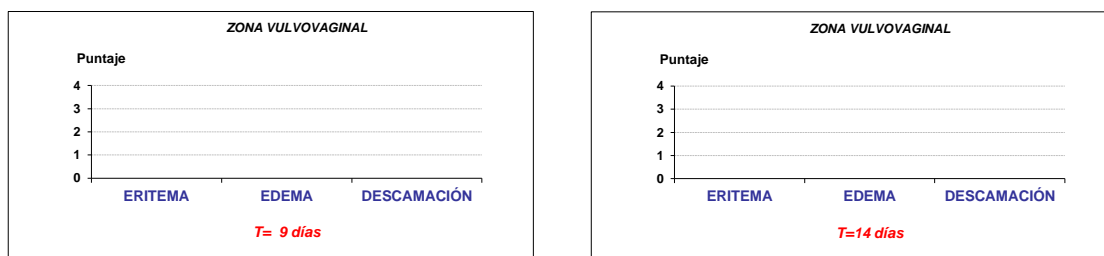 ZONA VULVOVAGINAL
Puntaje
4
3
2
1
0
ERITEMA EDEMA DESCAMACIÓN
T= 9 días
ZONA VULVOVAGINAL
Puntaje
4
3
2
1
0
ERITEMA EDEMA DESCAMACIÓN
T=14 días